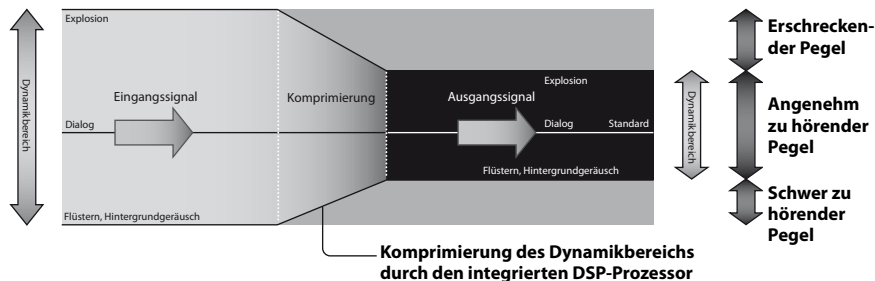 Explosion
Dynamikbereich
Eingangssignal
Komprimierung
Dialog
Flüstern, Hintergrundgeräusch
Explosion
Ausgangssignal
Dialog
Standard
Flüstern, Hintergrundgeräusch
Dynamikbereich
Erschrecken-
der Pegel
Angenehm
zu hörender
Pegel
Schwer zu
hörender
Pegel
Komprimierung des Dynamikbereichs
durch den integrierten DSP-Prozessor